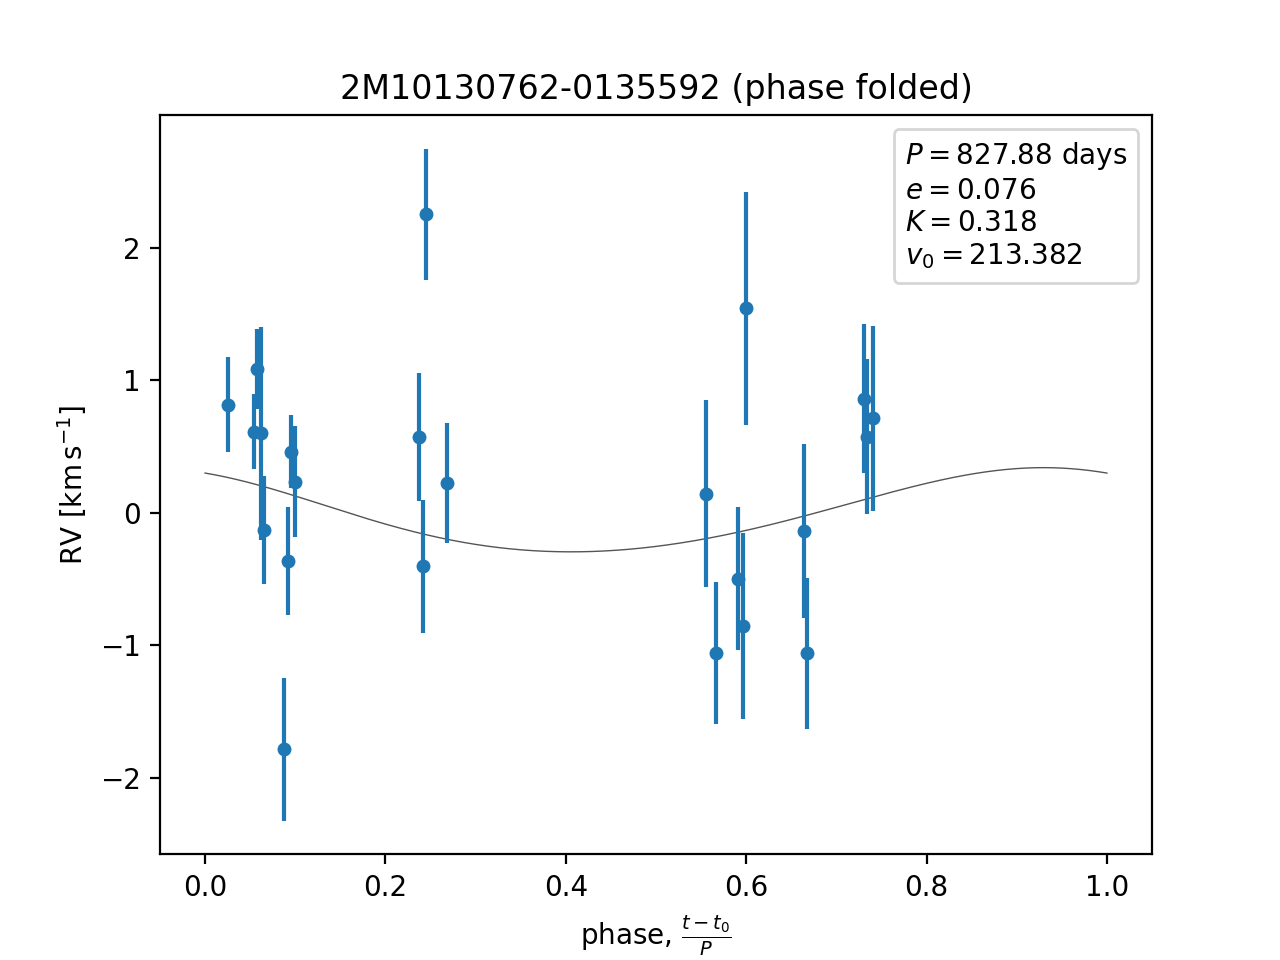 2M10130762-0135592 (phase folded)
P = 827.88 days
e = 0.076
K = 0.318
v₀ = 213.382
RV [km s⁻¹]
2
1
0
−1
−2
0.0 0.2 0.4 0.6 0.8 1.0
phase, (t − t₀)/P